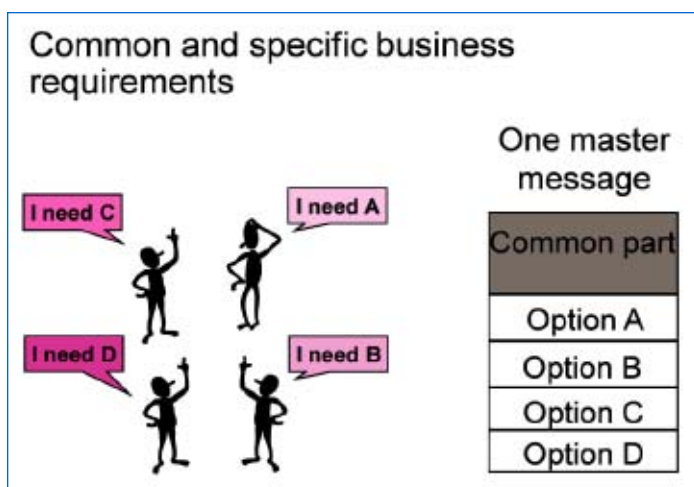 Common and specific business
requirements
One master
message
I need C
I need A
I need D
I need B
Common part
Option A
Option B
Option C
Option D